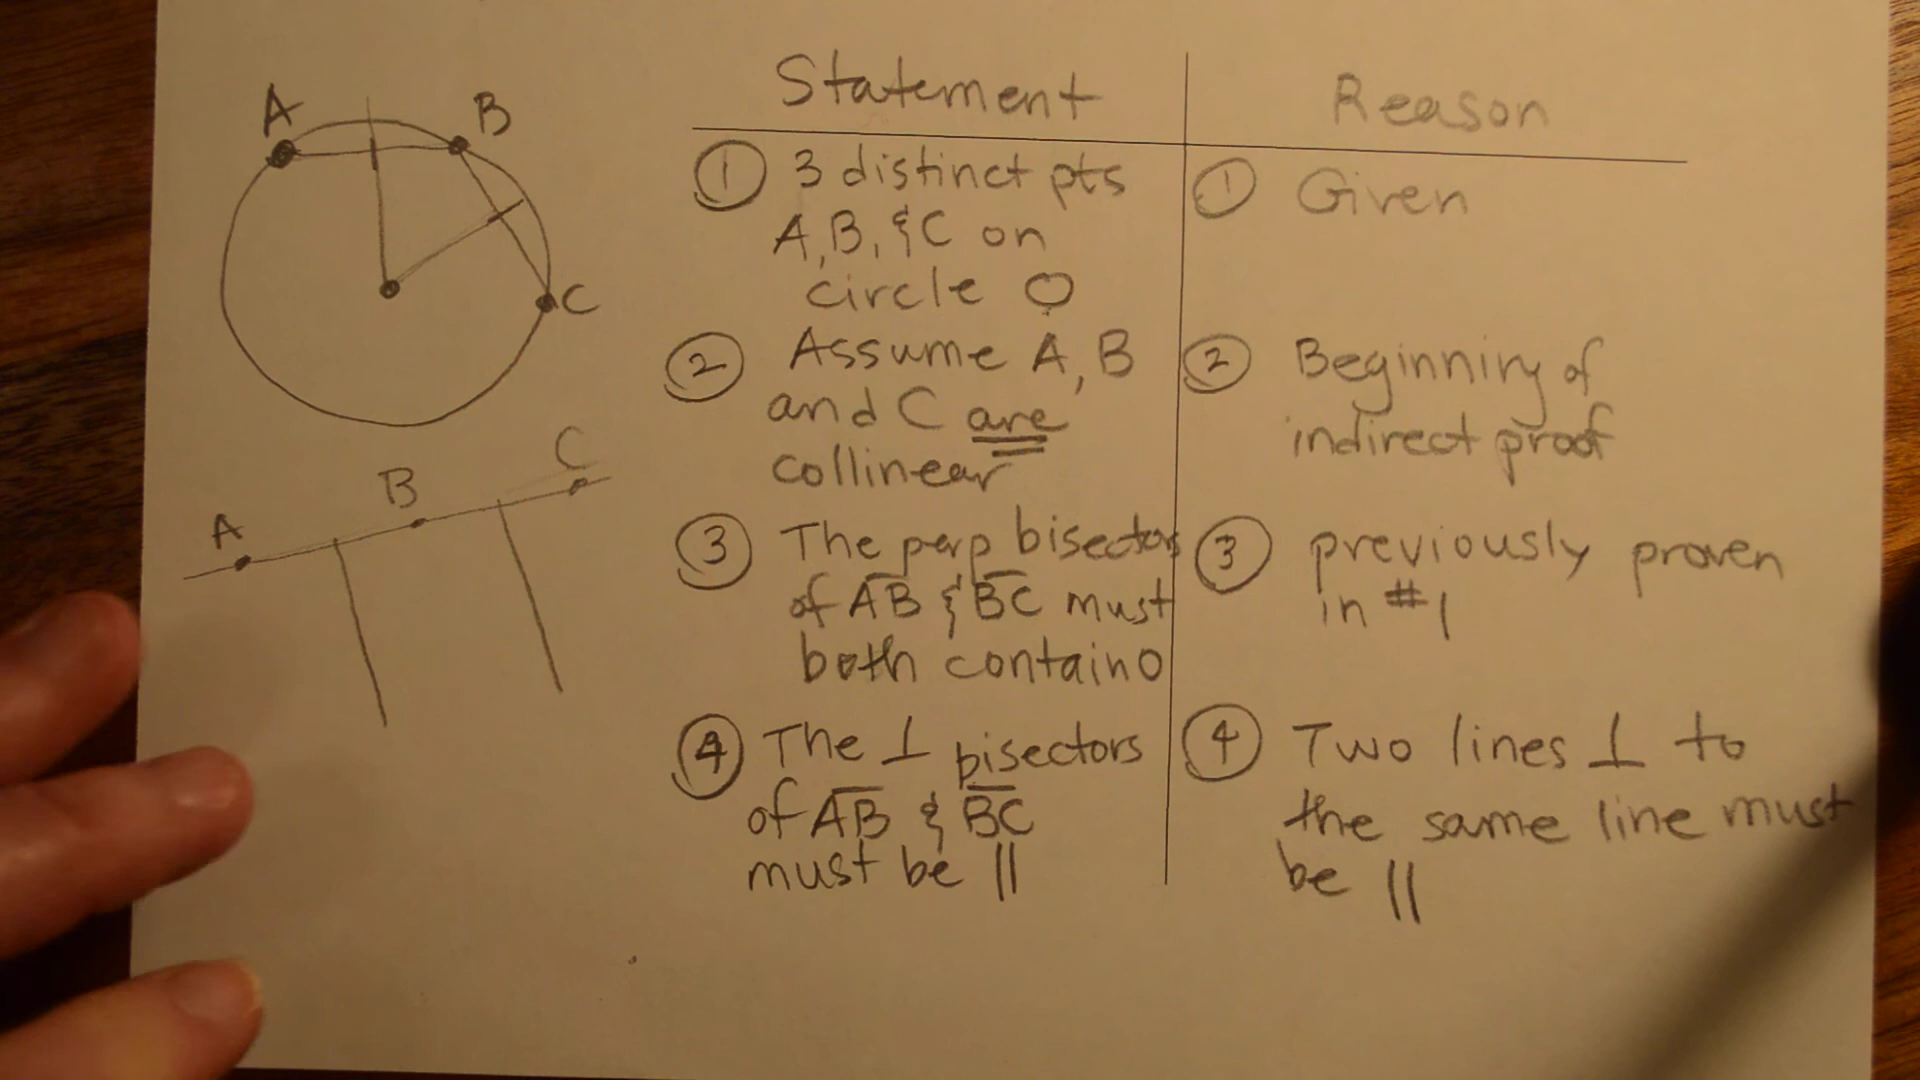 A B C
A B C
Statement Reason
① 3 distinct pts
A, B, & C on
circle O
① Given
② Assume A, B
and C are
collinear
② Beginning of
indirect proof
③ The perp bisectors
of AB & BC must
both contain O
③ previously proven
in #1
④ The ⊥ bisectors
of AB & BC
must be ||
④ Two lines ⊥ to
the same line must
be ||